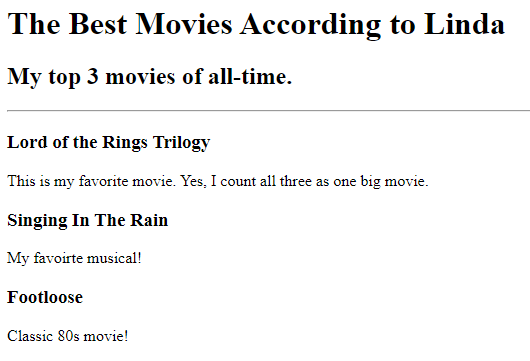 The Best Movies According to Linda
My top 3 movies of all-time.
Lord of the Rings Trilogy
This is my favorite movie. Yes, I count all three as one big movie.
Singing In The Rain
My favoirte musical!
Footloose
Classic 80s movie!